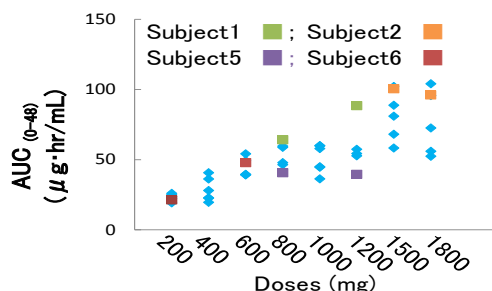 150
Subject1 ; Subject2
Subject5 ; Subject6
100
50
0
AUC (0-48)
(μg·hr/mL)
200 400 600 800 1000 1200 1500 1800
Doses (mg)